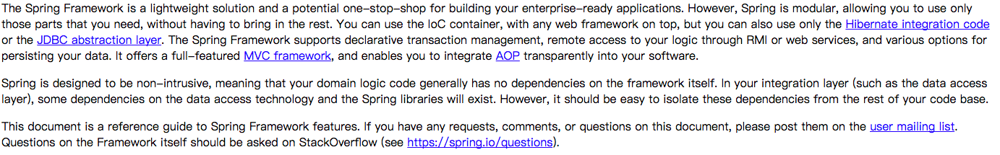 The Spring Framework is a lightweight solution and a potential one-stop-shop for building your enterprise-ready applications. However, Spring is modular, allowing you to use only
those parts that you need, without having to bring in the rest. You can use the IoC container, with any web framework on top, but you can also use only the Hibernate integration code
or the JDBC abstraction layer. The Spring Framework supports declarative transaction management, remote access to your logic through RMI or web services, and various options for
persisting your data. It offers a full-featured MVC framework, and enables you to integrate AOP transparently into your software.
Spring is designed to be non-intrusive, meaning that your domain logic code generally has no dependencies on the framework itself. In your integration layer (such as the data access
layer), some dependencies on the data access technology and the Spring libraries will exist. However, it should be easy to isolate these dependencies from the rest of your code base.
This document is a reference guide to Spring Framework features. If you have any requests, comments, or questions on this document, please post them on the user mailing list.
Questions on the Framework itself should be asked on StackOverflow (see https://spring.io/questions).